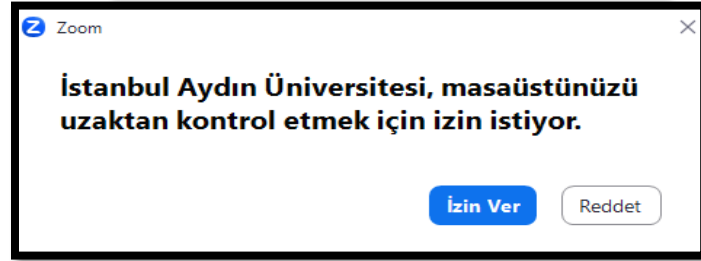 Zoom
İstanbul Aydın Üniversitesi, masaüstünüzü
uzaktan kontrol etmek için izin istiyor.
İzin Ver
Reddet